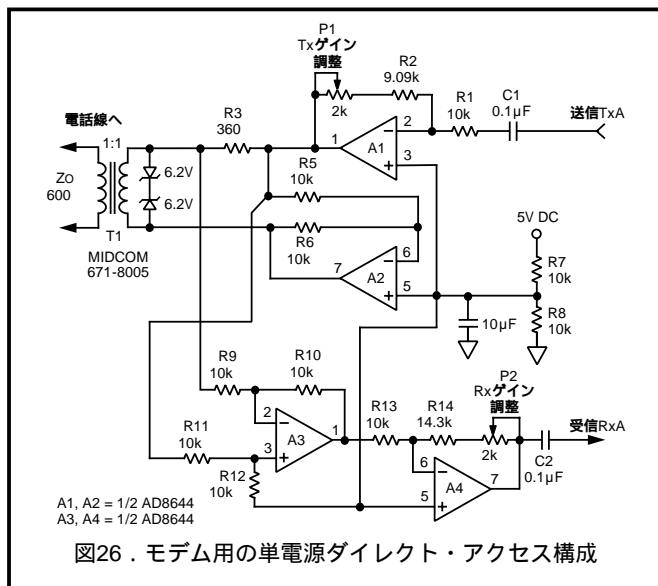 P1
Txゲイン
調整
2k
R2
9.09k
R1
10k
C1
0.1µF
送信TxA
電話線へ
1:1
ZO
600
T1
MIDCOM
671-8005
6.2V
6.2V
R3
360
1
A1
2
3
R5
10k
R6
10k
7
A2
6
5
5V DC
R7
10k
R8
10k
10µF
R9
10k
R10
10k
R11
10k
R12
10k
2
3
A3
1
R13
10k
R14
14.3k
P2
Rxゲイン
調整
2k
6
5
A4
7
C2
0.1µF
受信RxA
A1, A2 = 1/2 AD8644
A3, A4 = 1/2 AD8644
図26．モデム用の単電源ダイレクト・アクセス構成